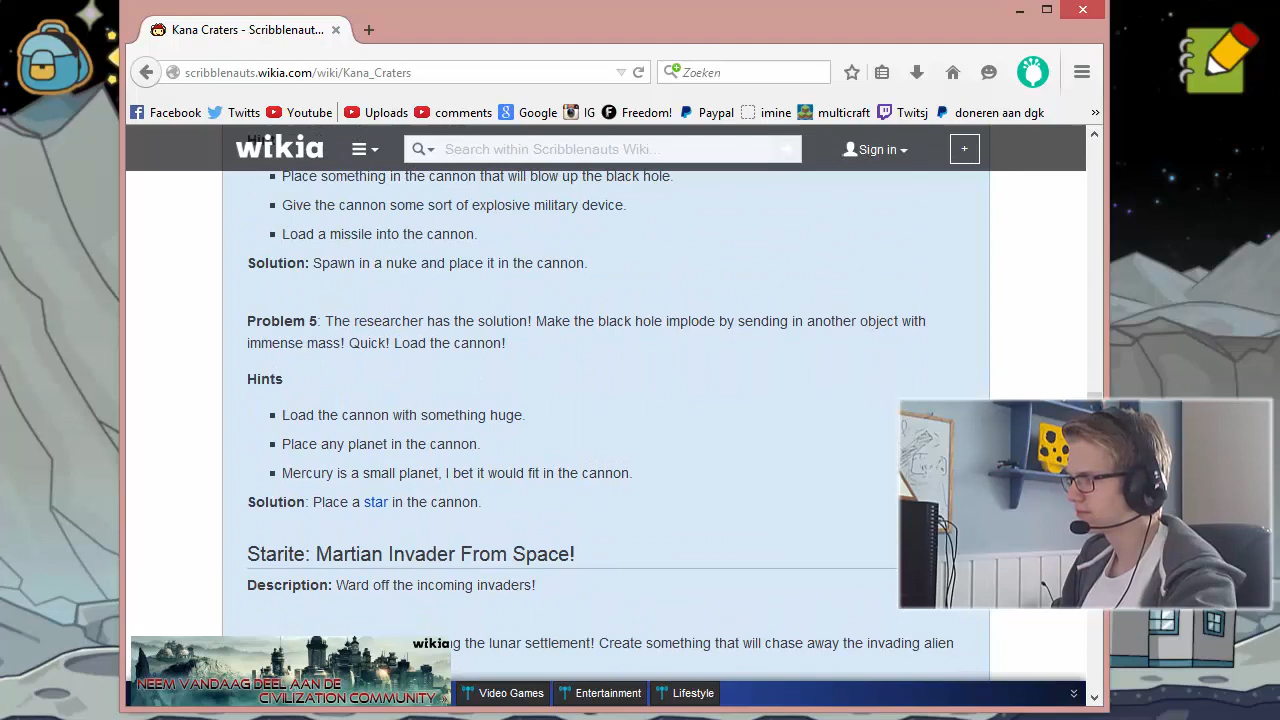 Kana Craters - Scribblenaut...
scribblenauts.wikia.com/wiki/Kana_Craters
Zoeken
Facebook Twitts Youtube Uploads comments Google IG Freedom! Paypal imine multicraft Twitsj doneren aan dgk »
wikia Search within Scribblenauts Wiki... Sign in +
Place something in the cannon that will blow up the black hole.
Give the cannon some sort of explosive military device.
Load a missile into the cannon.
Solution: Spawn in a nuke and place it in the cannon.
Problem 5: The researcher has the solution! Make the black hole implode by sending in another object with
immense mass! Quick! Load the cannon!
Hints
Load the cannon with something huge.
Place any planet in the cannon.
Mercury is a small planet, I bet it would fit in the cannon.
Solution: Place a star in the cannon.
Starite: Martian Invader From Space!
Description: Ward off the incoming invaders!
g the lunar settlement! Create something that will chase away the invading alien
wikia
NEEM VANDAAG DEEL AAN DE
CIVILIZATION COMMUNITY
Video Games Entertainment Lifestyle